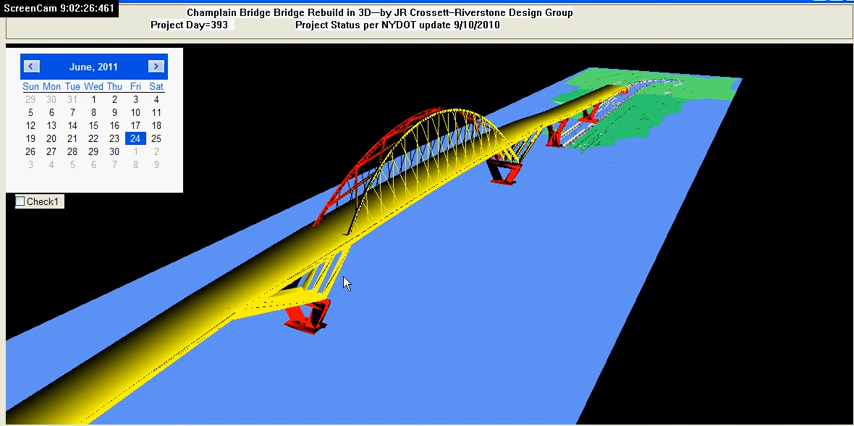 ScreenCam 9:02:26:461
Champlain Bridge Bridge Rebuild in 3D—by JR Crossett—Riverstone Design Group
Project Day=393 Project Status per NYDOT update 9/10/2010
June, 2011
Sun Mon Tue Wed Thu Fri Sat
29 30 31 1 2 3 4
5 6 7 8 9 10 11
12 13 14 15 16 17 18
19 20 21 22 23 24 25
26 27 28 29 30 1 2
3 4 5 6 7 8 9
Check1